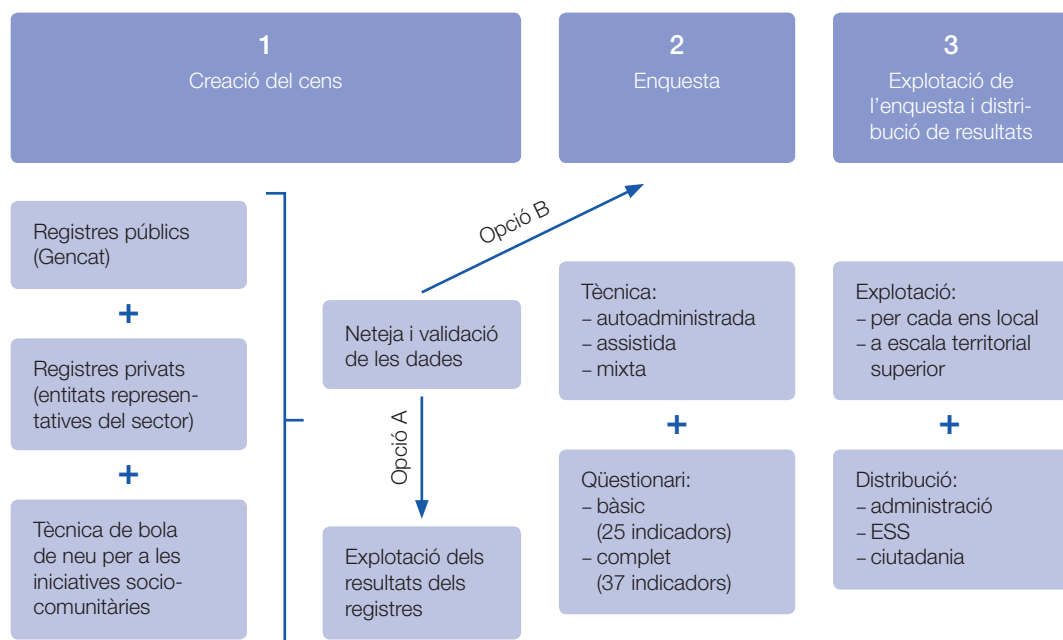 1
Creació del cens
2
Enquesta
3
Explotació de
l'enquesta i distri-
bució de resultats
Registres públics
(Gencat)
+
Registres privats
(entitats represen-
tatives del sector)
+
Tècnica de bola
de neu per a les
iniciatives socio-
comunitàries
Neteja i validació
de les dades
Opció A
Opció B
Explotació dels
resultats dels
registres
Tècnica:
– autoadministrada
– assistida
– mixta
+
Qüestionari:
– bàsic
(25 indicadors)
– complet
(37 indicadors)
Explotació:
– per cada ens local
– a escala territorial
superior
+
Distribució:
– administració
– ESS
– ciutadania